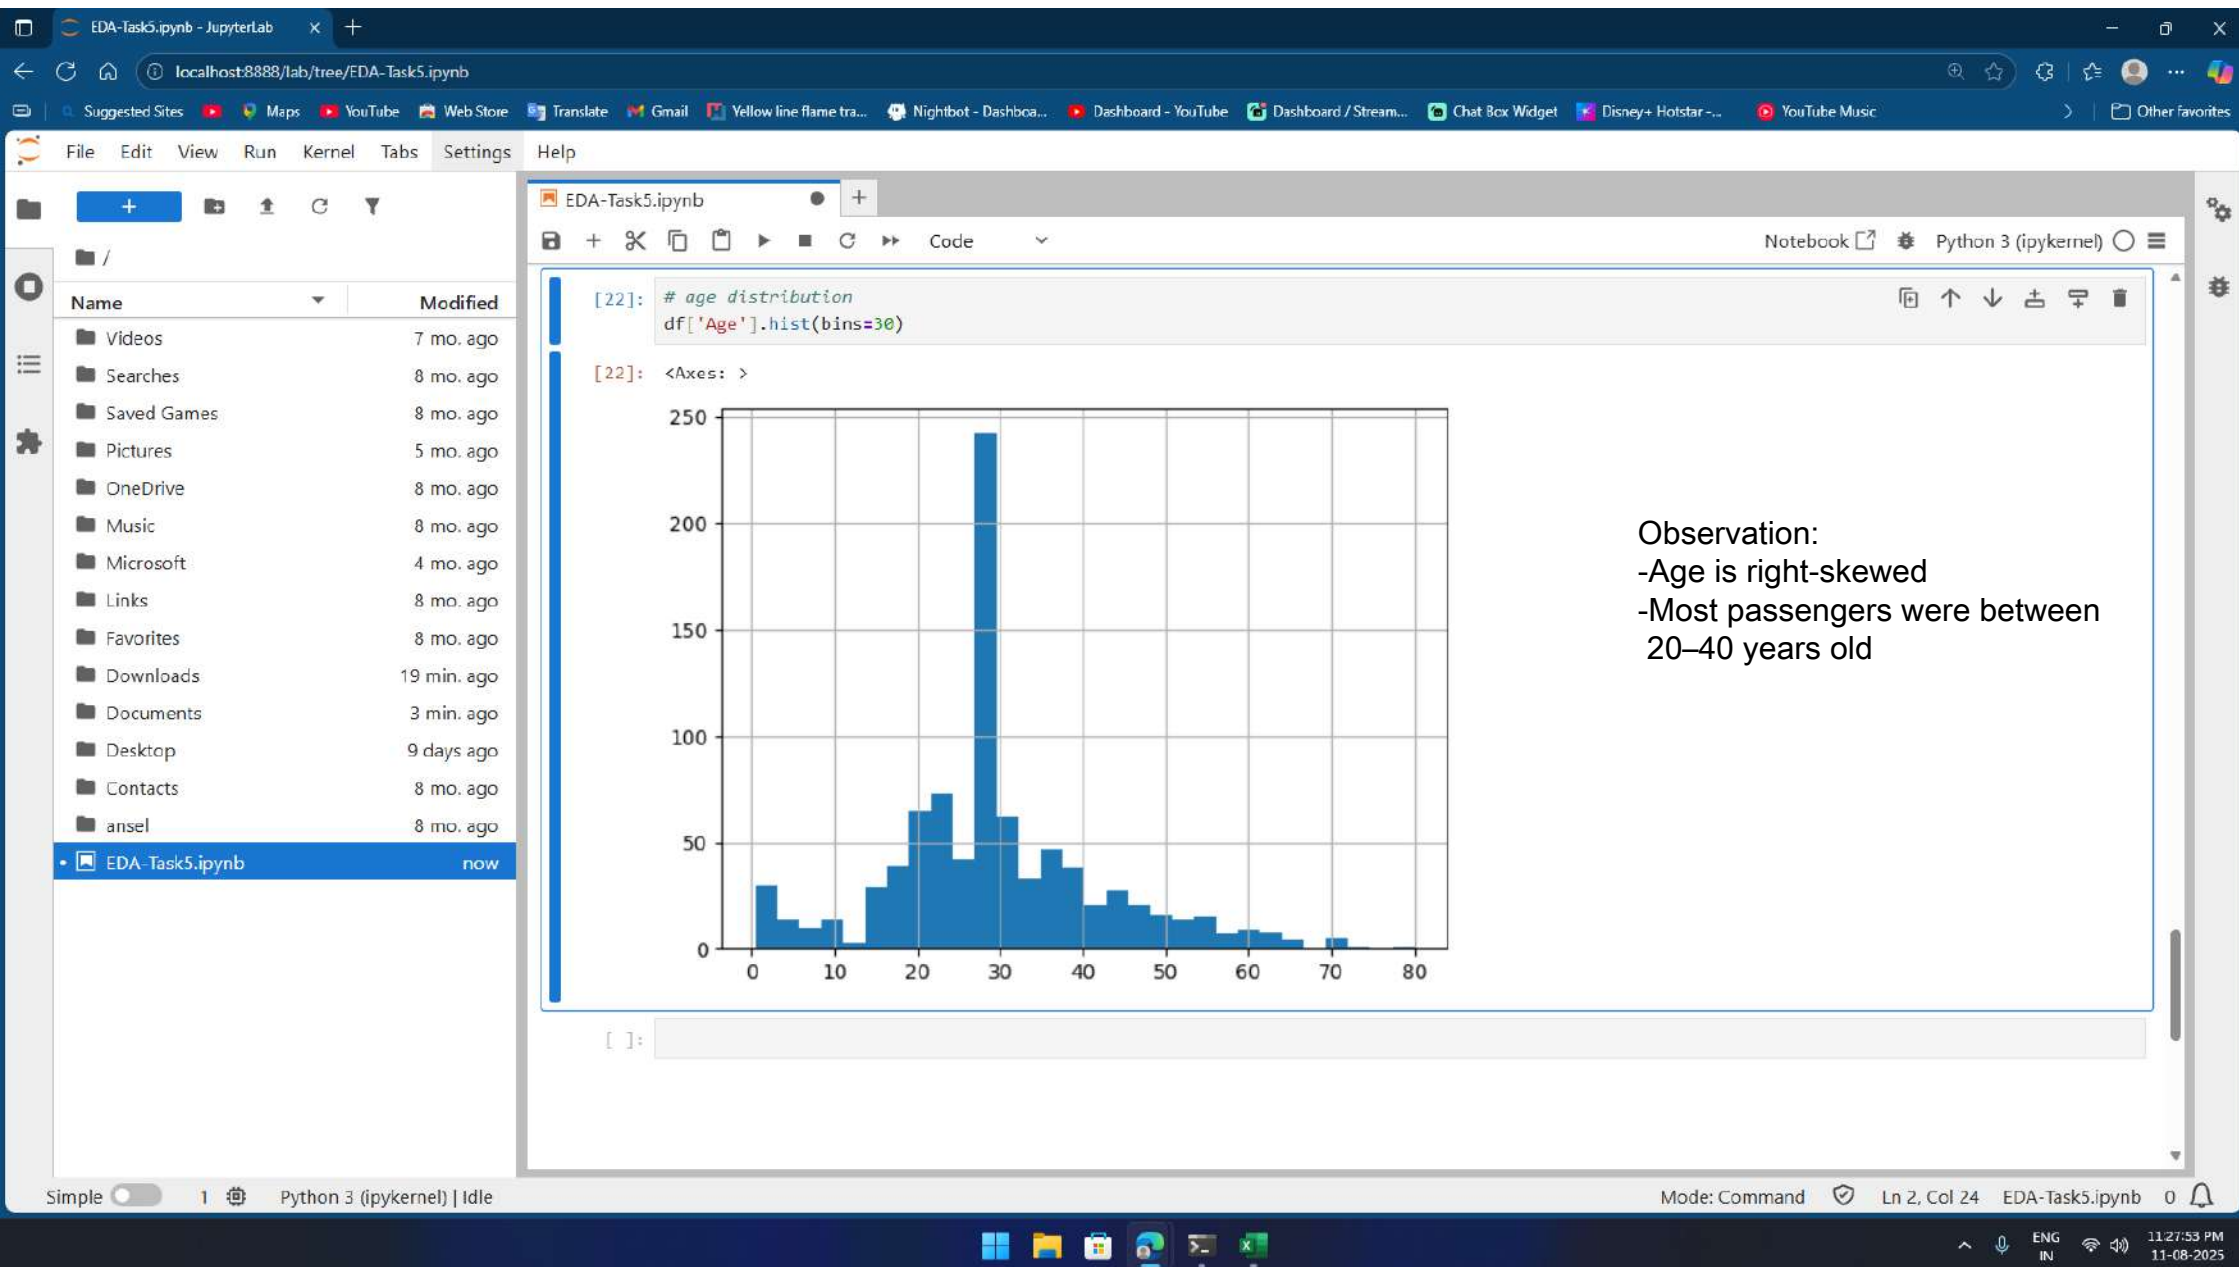 EDA-Task5.ipynb - JupyterLab
localhost:8888/lab/tree/EDA-Task5.ipynb
Suggested Sites Maps YouTube Web Store Translate Gmail Yellow line flame tra... Nightbot - Dashboa... Dashboard - YouTube Dashboard / Stream... Chat Box Widget Disney+ Hotstar -... YouTube Music Other favorites
File Edit View Run Kernel Tabs Settings Help
EDA-Task5.ipynb
Code Notebook Python 3 (ipykernel)
/
Name Modified
Videos 7 mo. ago
Searches 8 mo. ago
Saved Games 8 mo. ago
Pictures 5 mo. ago
OneDrive 8 mo. ago
Music 8 mo. ago
Microsoft 4 mo. ago
Links 8 mo. ago
Favorites 8 mo. ago
Downloads 19 min. ago
Documents 3 min. ago
Desktop 9 days ago
Contacts 8 mo. ago
ansel 8 mo. ago
EDA-Task5.ipynb now
[22]: # age distribution
df['Age'].hist(bins=30)
[22]: <Axes: >
250
200
150
100
50
0
0 10 20 30 40 50 60 70 80
Observation:
-Age is right-skewed
-Most passengers were between
20–40 years old
[ ]:
Simple 1 Python 3 (ipykernel) | Idle Mode: Command Ln 2, Col 24 EDA-Task5.ipynb 0
ENG
IN
11:27:53 PM
11-08-2025